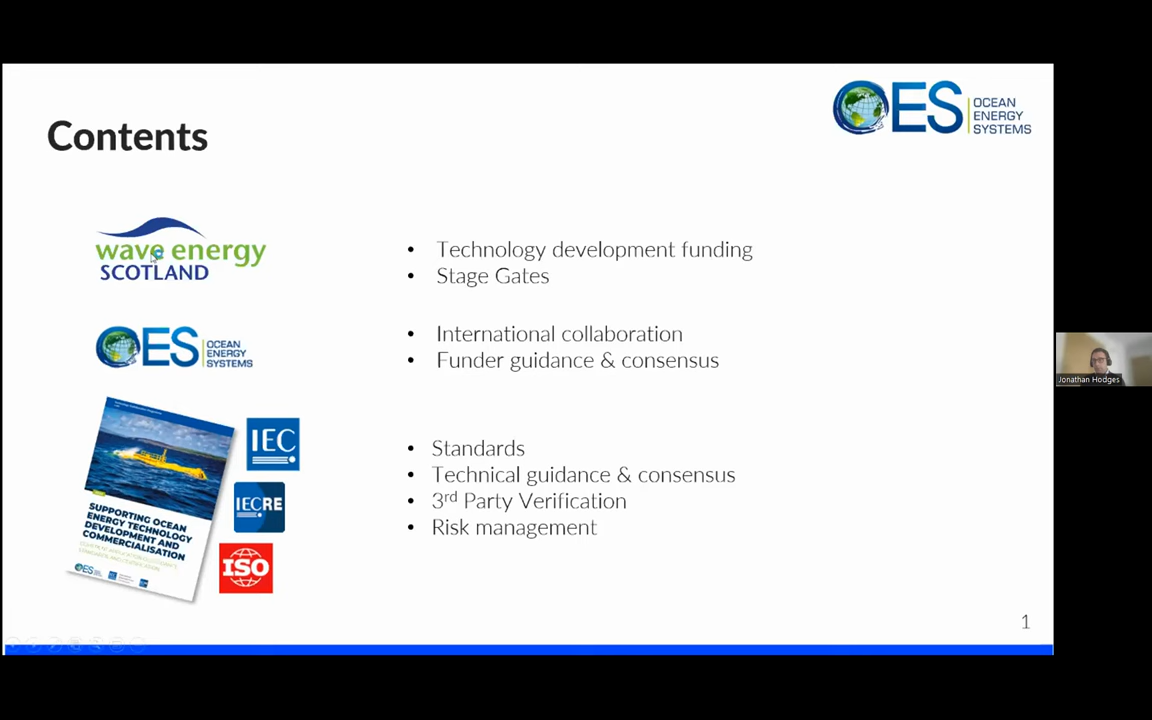 OES OCEAN ENERGY SYSTEMS
Contents
wave energy
SCOTLAND
• Technology development funding
• Stage Gates
OES OCEAN ENERGY SYSTEMS
• International collaboration
• Funder guidance & consensus
SUPPORTING OCEAN
ENERGY TECHNOLOGY
DEVELOPMENT AND
COMMERCIALISATION
OES
IEC
IECRE
ISO
• Standards
• Technical guidance & consensus
• 3rd Party Verification
• Risk management
1
Jonathan Hodges